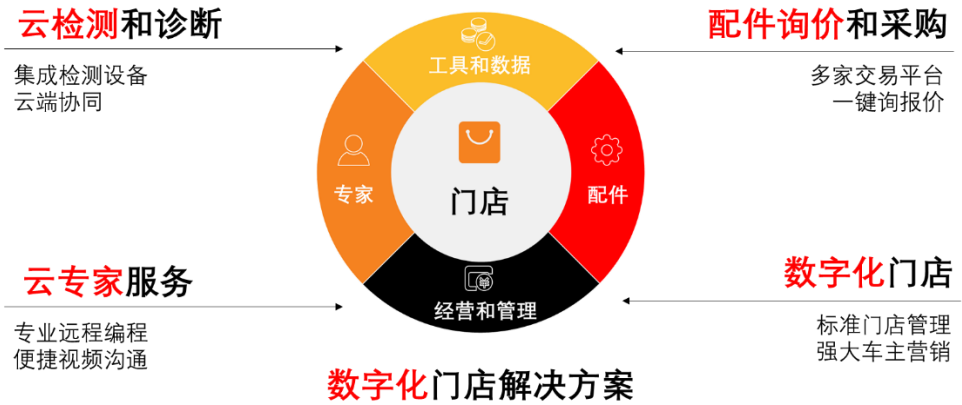 云检测和诊断
集成检测设备
云端协同
配件询价和采购
多家交易平台
一键询报价
工具和数据
专家
门店
配件
经营和管理
云专家服务
专业远程编程
便捷视频沟通
数字化门店
标准门店管理
强大车主营销
数字化门店解决方案